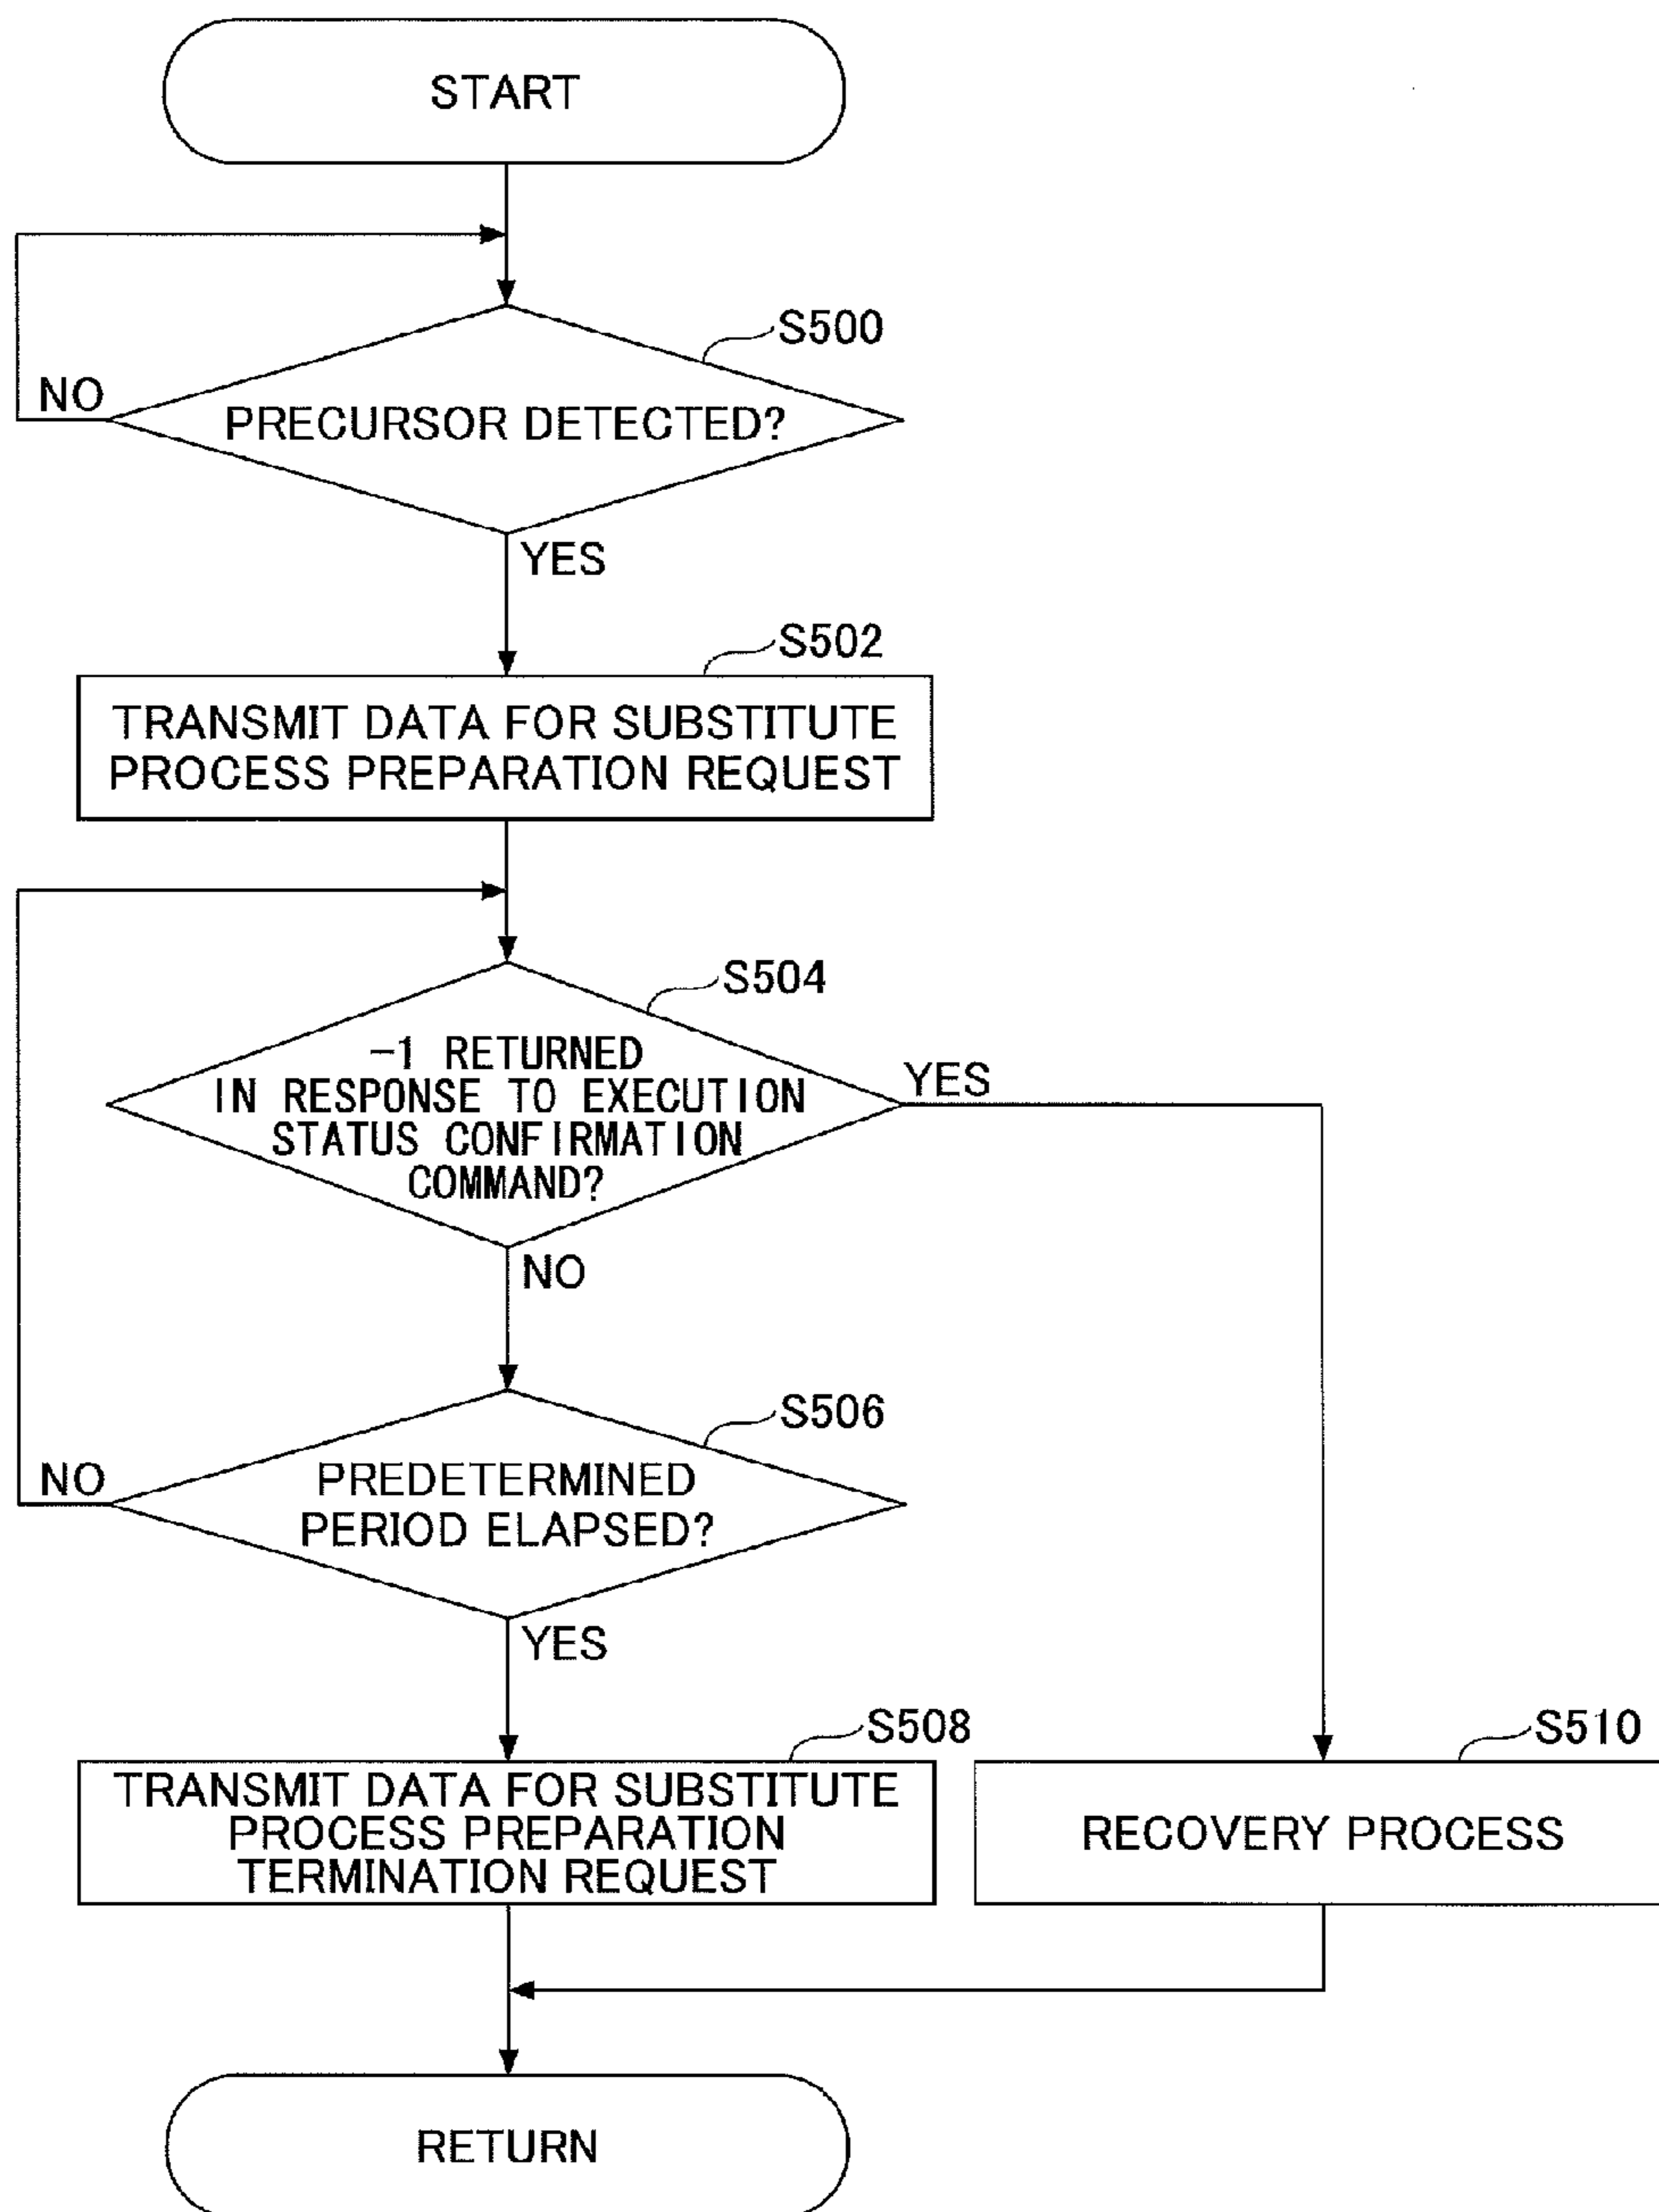 START
S500
NO
PRECURSOR DETECTED?
YES
S502
TRANSMIT DATA FOR SUBSTITUTE
PROCESS PREPARATION REQUEST
S504
-1 RETURNED
IN RESPONSE TO EXECUTION
STATUS CONFIRMATION
COMMAND?
YES
NO
S506
NO
PREDETERMINED
PERIOD ELAPSED?
YES
S508
TRANSMIT DATA FOR SUBSTITUTE
PROCESS PREPARATION
TERMINATION REQUEST
S510
RECOVERY PROCESS
RETURN